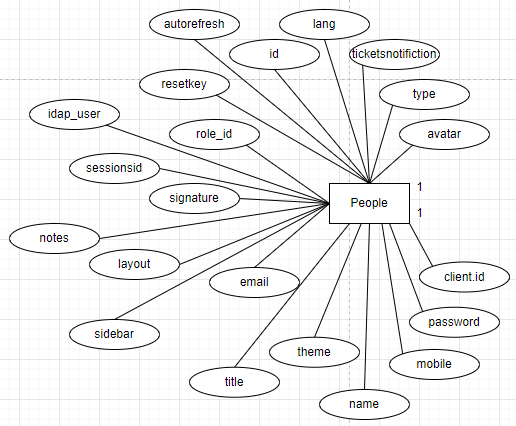 autorefresh
lang
id
ticketsnotifiction
resetkey
type
idap_user
role_id
avatar
sessionsid
signature
People
1
1
notes
layout
email
client.id
sidebar
password
theme
mobile
title
name